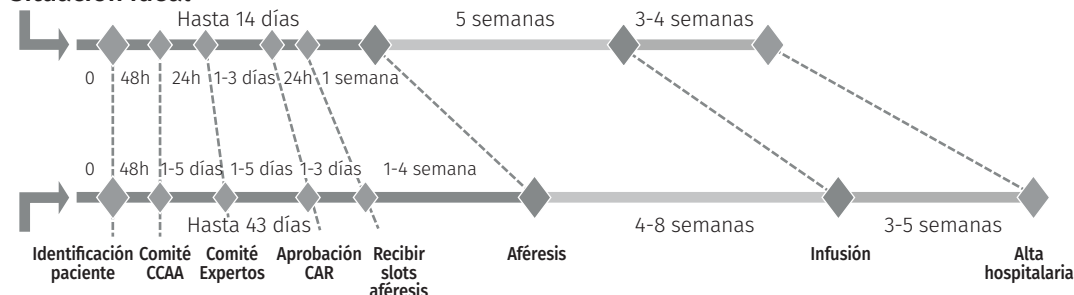 Situación ideal
Hasta 14 días
5 semanas
3-4 semanas
0
48h
24h
1-3 días
24h
1 semana
0
48h
1-5 días
1-5 días
1-3 días
1-4 semana
Hasta 43 días
4-8 semanas
3-5 semanas
Identificación
paciente
Comité
CCAA
Comité
Expertos
Aprobación
CAR
Recibir
slots
aféresis
Aféresis
Infusión
Alta
hospitalaria